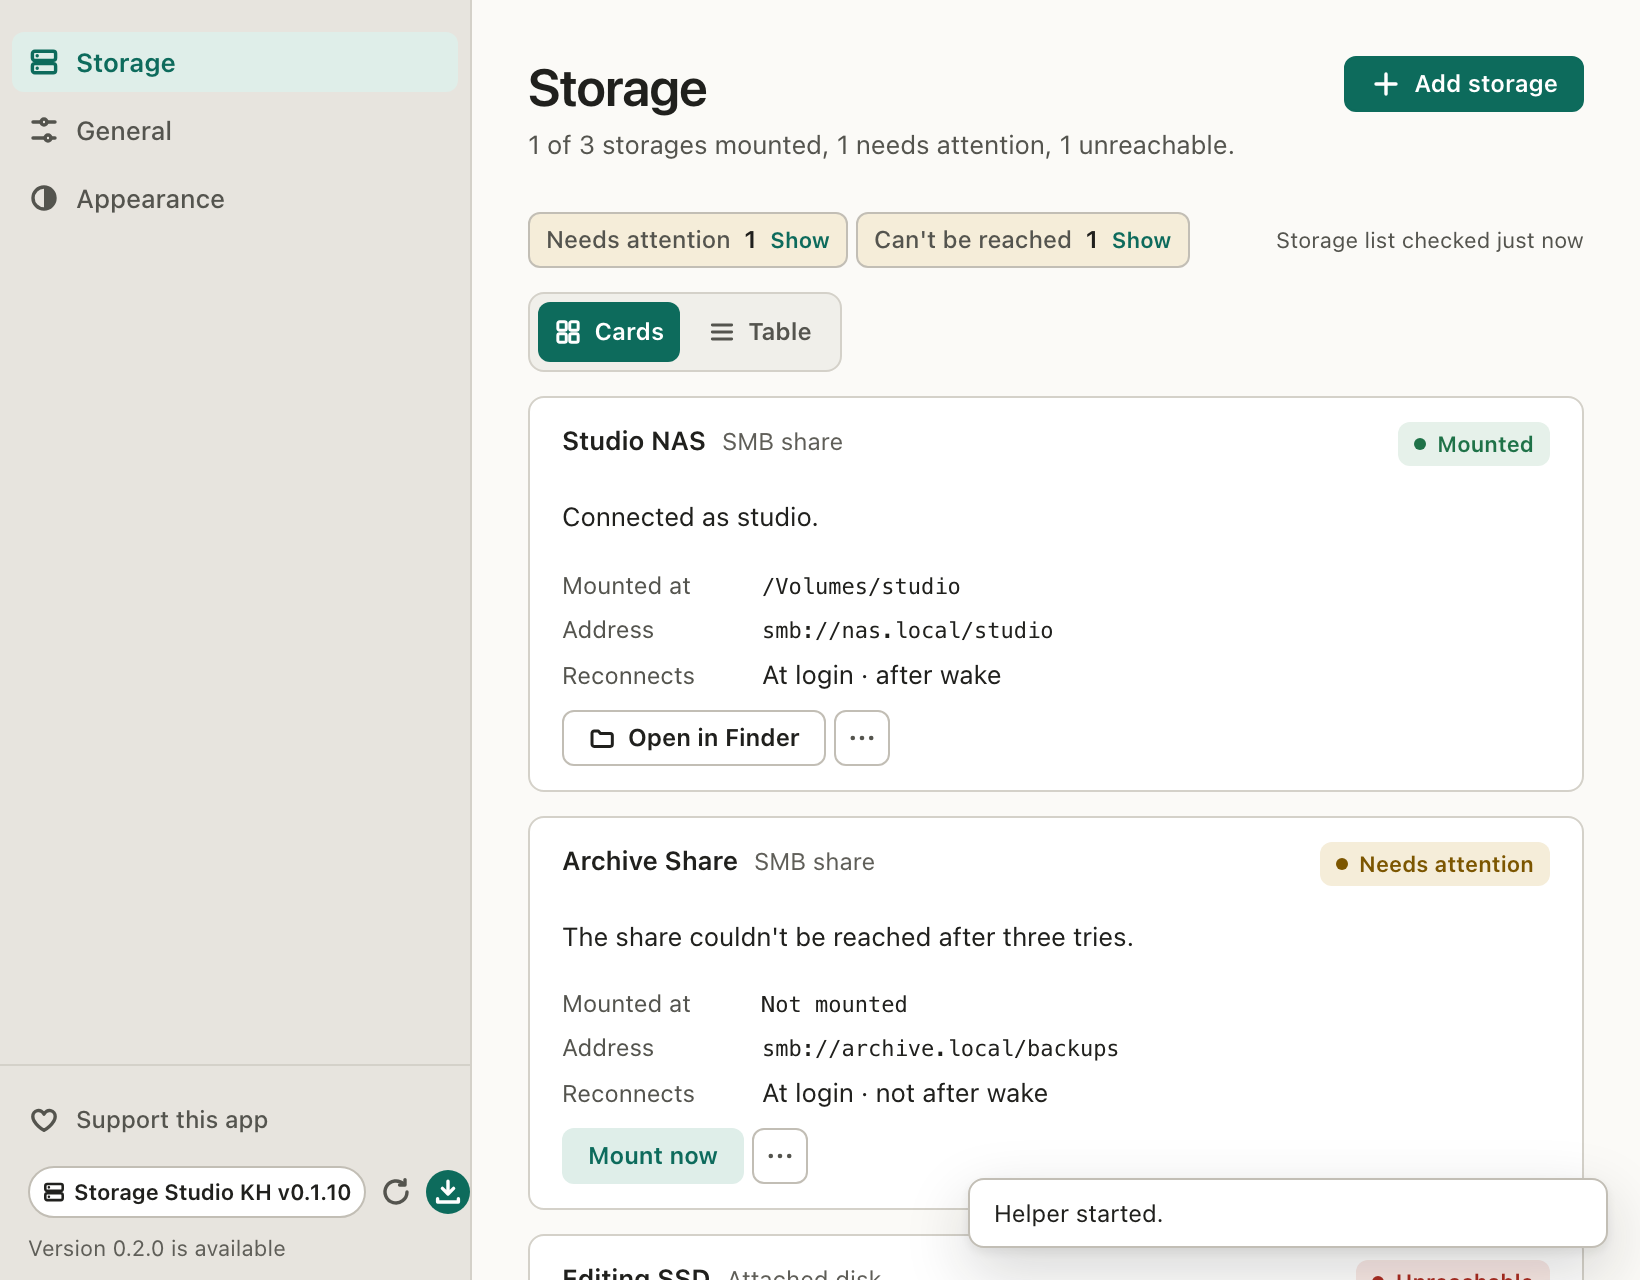 Storage
General
Appearance
Support this app
Storage Studio KH v0.1.10
Version 0.2.0 is available
Storage
Add storage
1 of 3 storages mounted, 1 needs attention, 1 unreachable.
Needs attention 1 Show
Can't be reached 1 Show
Storage list checked just now
Cards
Table
Studio NAS SMB share
Mounted
Connected as studio.
Mounted at /Volumes/studio
Address smb://nas.local/studio
Reconnects At login · after wake
Open in Finder
Archive Share SMB share
Needs attention
The share couldn't be reached after three tries.
Mounted at Not mounted
Address smb://archive.local/backups
Reconnects At login · not after wake
Mount now
Helper started.
Editing SSD Attached disk
Unreachable